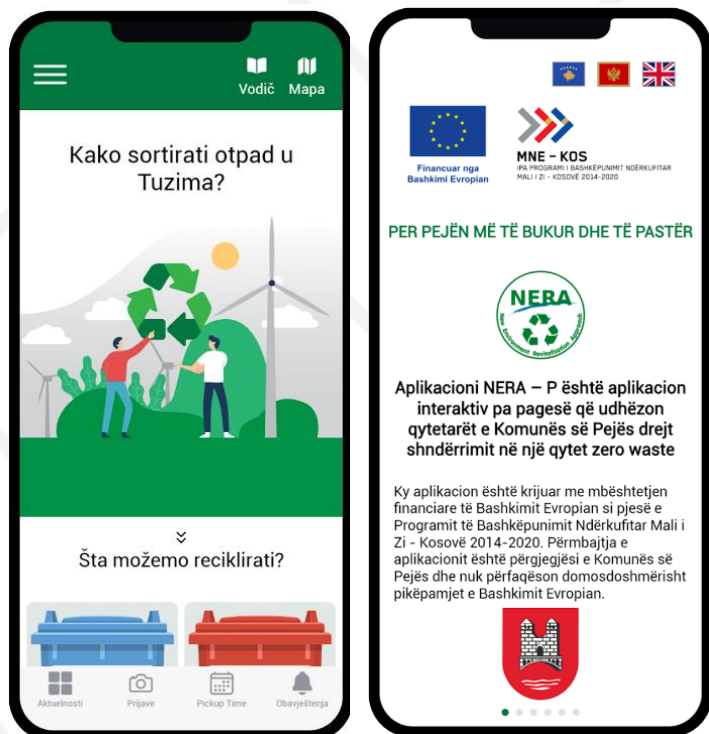 Vodič Mapa
Kako sortirati otpad u
Tuzima?
Šta možemo reciklirati?
Aktuelnosti Prijave Pickup Time Obavještenja
Financuar nga
Bashkimi Evropian
MNE – KOS
IPA PROGRAMI I BASHKËPUNIMIT NDËRKUFITAR
MALI I ZI - KOSOVË 2014-2020
PER PEJËN MË TË BUKUR DHE TË PASTËR
NERA
New Environment Revitalisation Approach
Aplikacioni NERA – P është aplikacion
interaktiv pa pagesë që udhëzon
qytetarët e Komunës së Pejës drejt
shndërrimit në një qytet zero waste
Ky aplikacion është krijuar me mbështetjen
financiare të Bashkimit Evropian si pjesë e
Programit të Bashkëpunimit Ndërkufitar Mali i
Zi - Kosovë 2014-2020. Përmbajtja e
aplikacionit është përgjegjësi e Komunës së
Pejës dhe nuk përfaqëson domosdoshmërisht
pikëpamjet e Bashkimit Evropian.